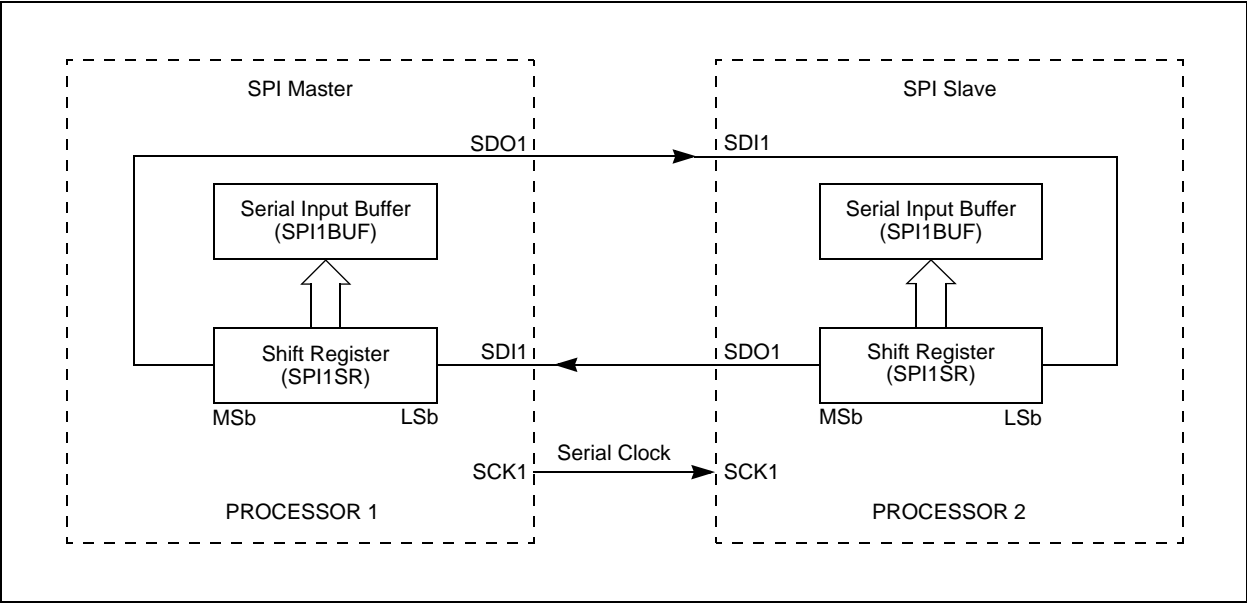 SPI Master
SPI Slave
SDO1
SDI1
Serial Input Buffer
(SPI1BUF)
Serial Input Buffer
(SPI1BUF)
Shift Register
(SPI1SR)
SDI1
SDO1
Shift Register
(SPI1SR)
MSb
LSb
MSb
LSb
Serial Clock
SCK1
SCK1
PROCESSOR 1
PROCESSOR 2